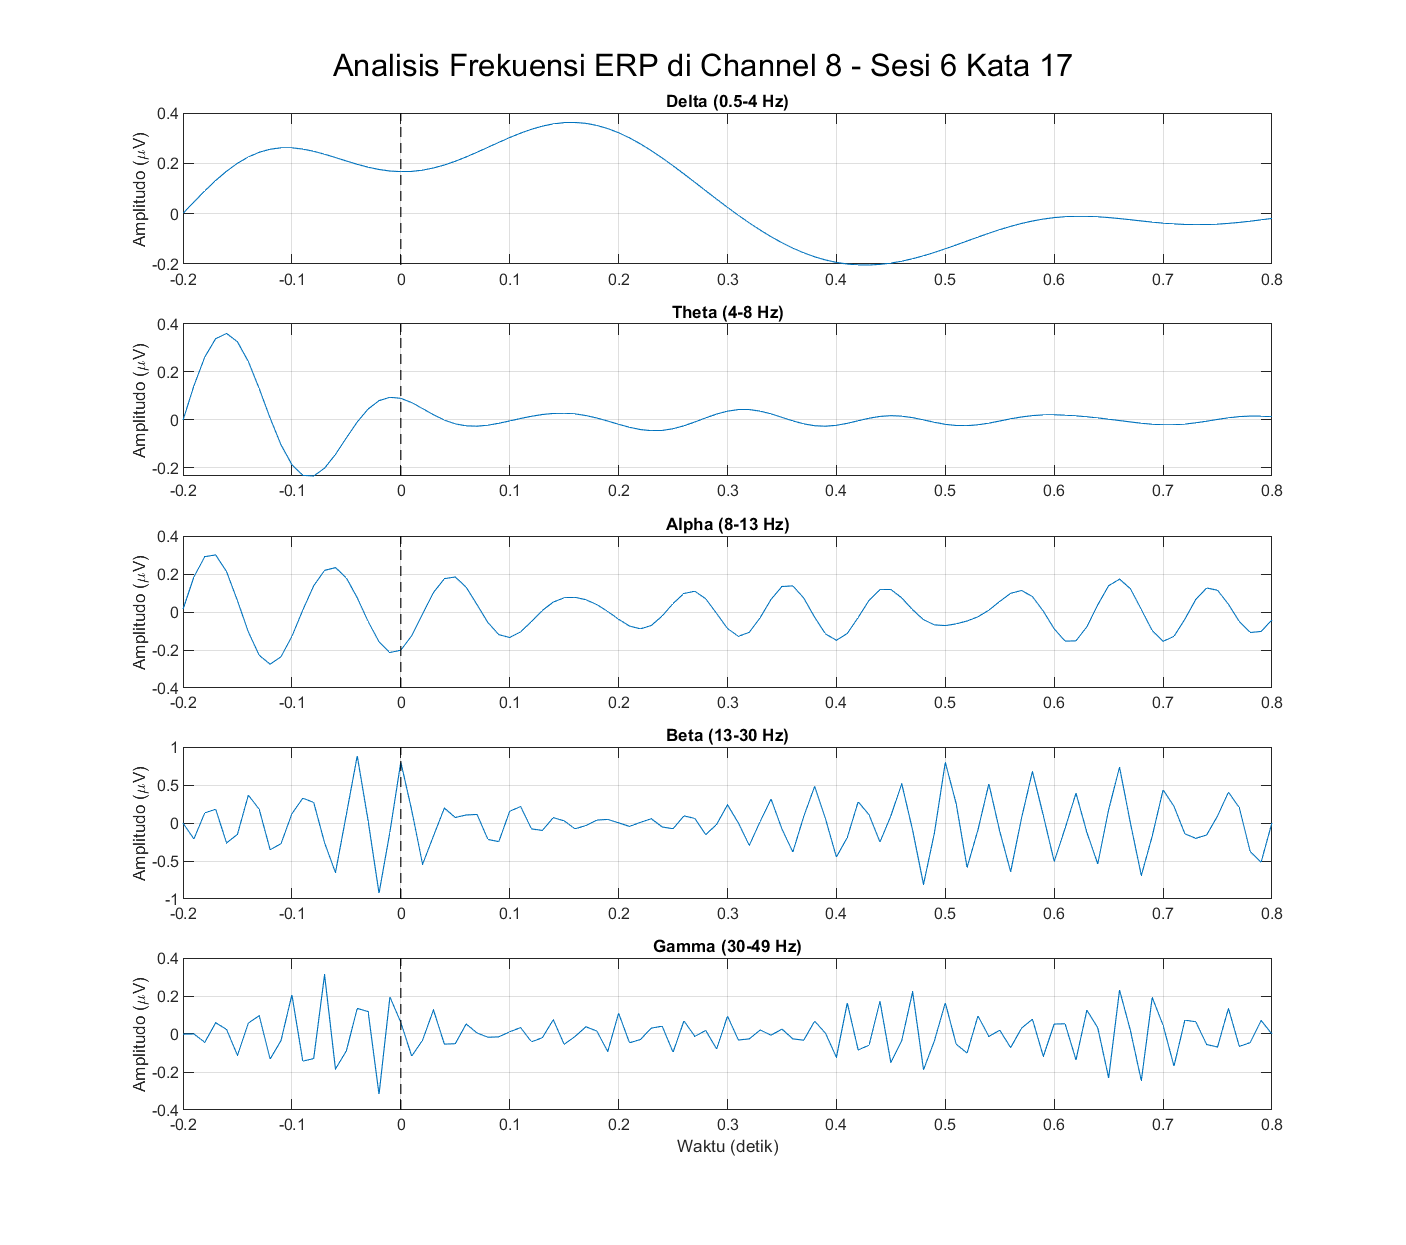 Analisis Frekuensi ERP di Channel 8 - Sesi 6 Kata 17
Delta (0.5-4 Hz)
Amplitudo (μV)
0.4
0.2
0
-0.2
-0.2 -0.1 0 0.1 0.2 0.3 0.4 0.5 0.6 0.7 0.8
Theta (4-8 Hz)
Amplitudo (μV)
0.4
0.2
0
-0.2
-0.2 -0.1 0 0.1 0.2 0.3 0.4 0.5 0.6 0.7 0.8
Alpha (8-13 Hz)
Amplitudo (μV)
0.4
0.2
0
-0.2
-0.4
-0.2 -0.1 0 0.1 0.2 0.3 0.4 0.5 0.6 0.7 0.8
Beta (13-30 Hz)
Amplitudo (μV)
1
0.5
0
-0.5
-1
-0.2 -0.1 0 0.1 0.2 0.3 0.4 0.5 0.6 0.7 0.8
Gamma (30-49 Hz)
Amplitudo (μV)
0.4
0.2
0
-0.2
-0.4
-0.2 -0.1 0 0.1 0.2 0.3 0.4 0.5 0.6 0.7 0.8
Waktu (detik)